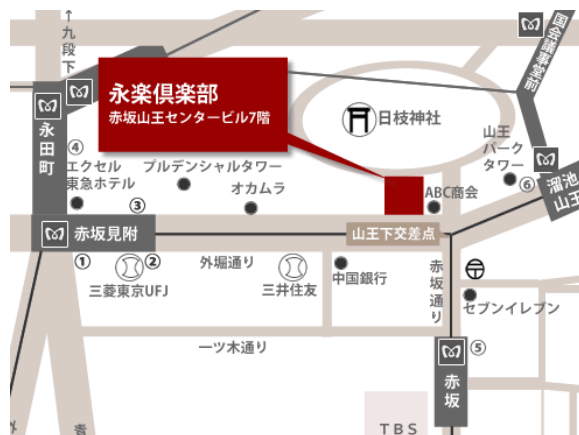 ↑九段下
国会議事堂前
永楽倶楽部
赤坂山王センタービル7階
日枝神社
永田町
④
エクセル
東急ホテル
プルデンシャルタワー
オカムラ
ABC商会
山王
パーク
タワー
⑥
溜池
山王
③
赤坂見附
山王下交差点
①
②
三菱東京UFJ
外堀通り
三井住友
中国銀行
赤坂通り
セブンイレブン
一ツ木通り
⑤
赤坂
TBS